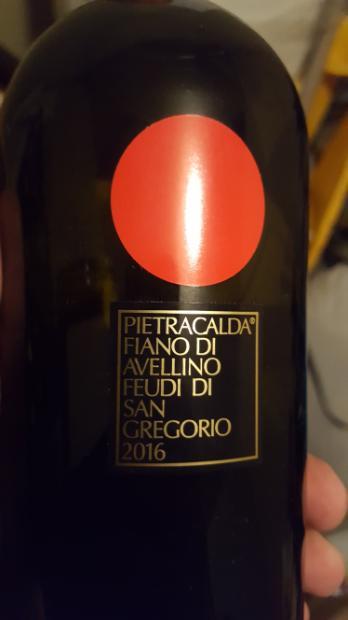 PIETRACALDA®
FIANO DI
AVELLINO
FEUDI DI
SAN
GREGORIO
2016